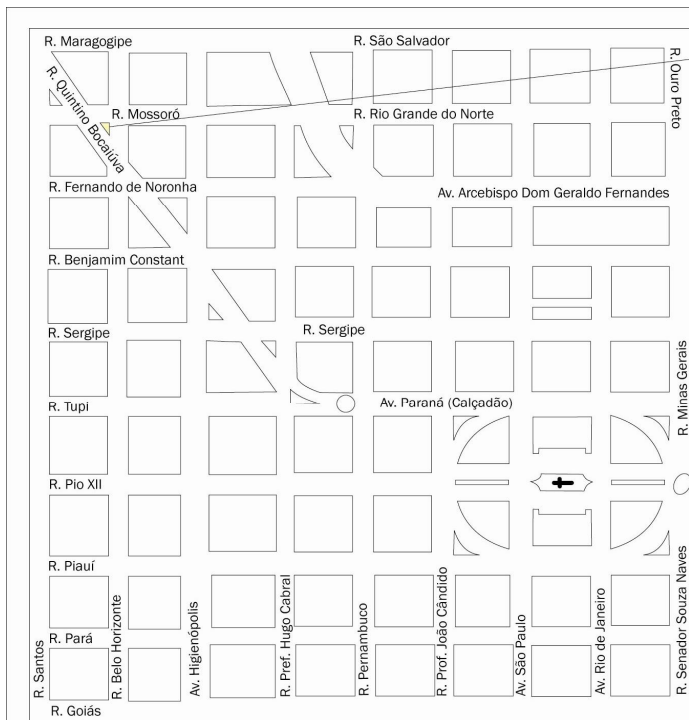 R. Maragogipe
R. São Salvador
R. Ouro Preto
R. Quintino Bocaiúva
R. Mossoró
R. Rio Grande do Norte
R. Fernando de Noronha
Av. Arcebispo Dom Geraldo Fernandes
R. Benjamim Constant
R. Sergipe
R. Sergipe
R. Minas Gerais
R. Tupi
Av. Paraná (Calçadão)
R. Pio XII
R. Piauí
R. Pará
R. Santos
R. Belo Horizonte
Av. Higienópolis
R. Pref. Hugo Cabral
R. Pernambuco
R. Prof. João Cândido
Av. São Paulo
Av. Rio de Janeiro
R. Senador Souza Naves
R. Goiás